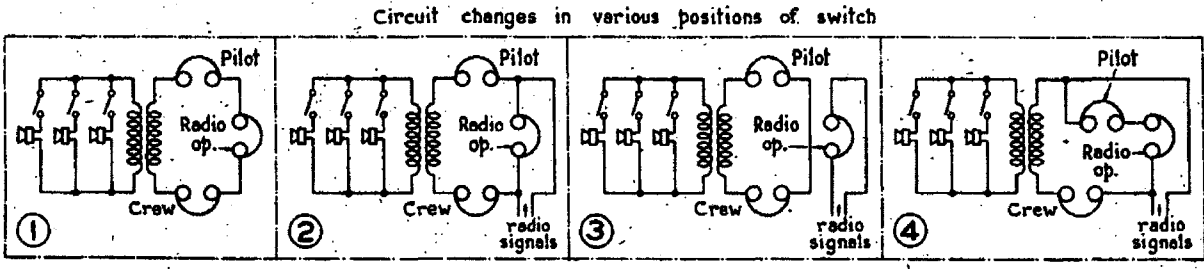 Circuit changes in various positions of switch
Pilot
Radio
op.
Crew
1
Pilot
Radio
op.
Crew
radio
signals
2
Pilot
Radio
op.
Crew
radio
signals
3
Pilot
Radio
op.
Crew
radio
signals
4